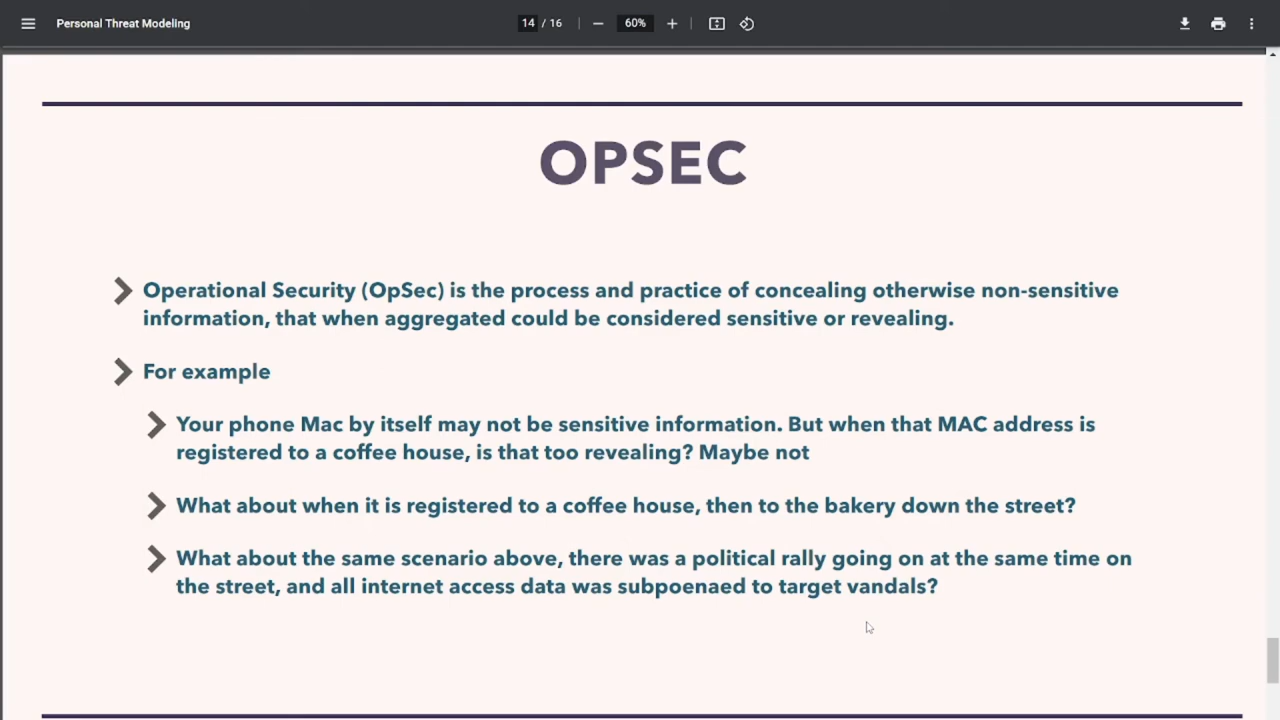 Personal Threat Modeling
14 / 16
60%
OPSEC
Operational Security (OpSec) is the process and practice of concealing otherwise non-sensitive
information, that when aggregated could be considered sensitive or revealing.
For example
Your phone Mac by itself may not be sensitive information. But when that MAC address is
registered to a coffee house, is that too revealing? Maybe not
What about when it is registered to a coffee house, then to the bakery down the street?
What about the same scenario above, there was a political rally going on at the same time on
the street, and all internet access data was subpoenaed to target vandals?